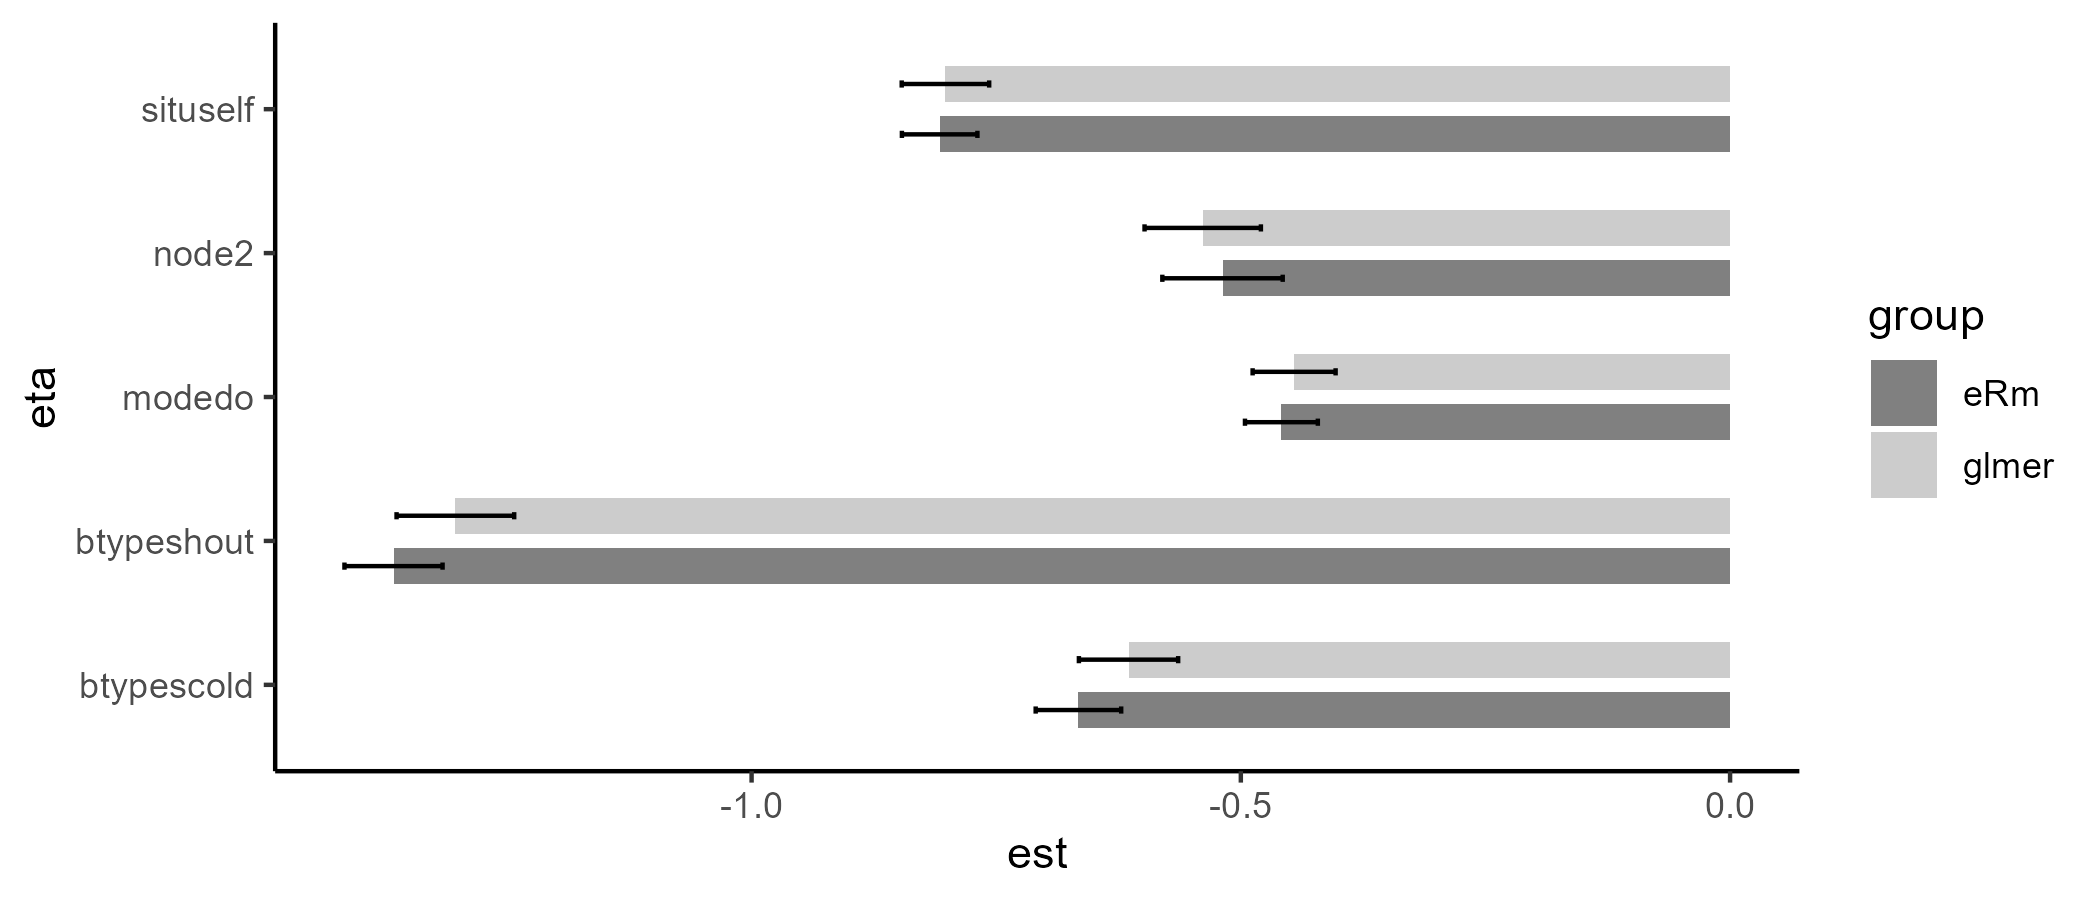 situself
node2
modedo
btypeshout
btypescold
eta
-1.0
-0.5
0.0
est
group
eRm
glmer